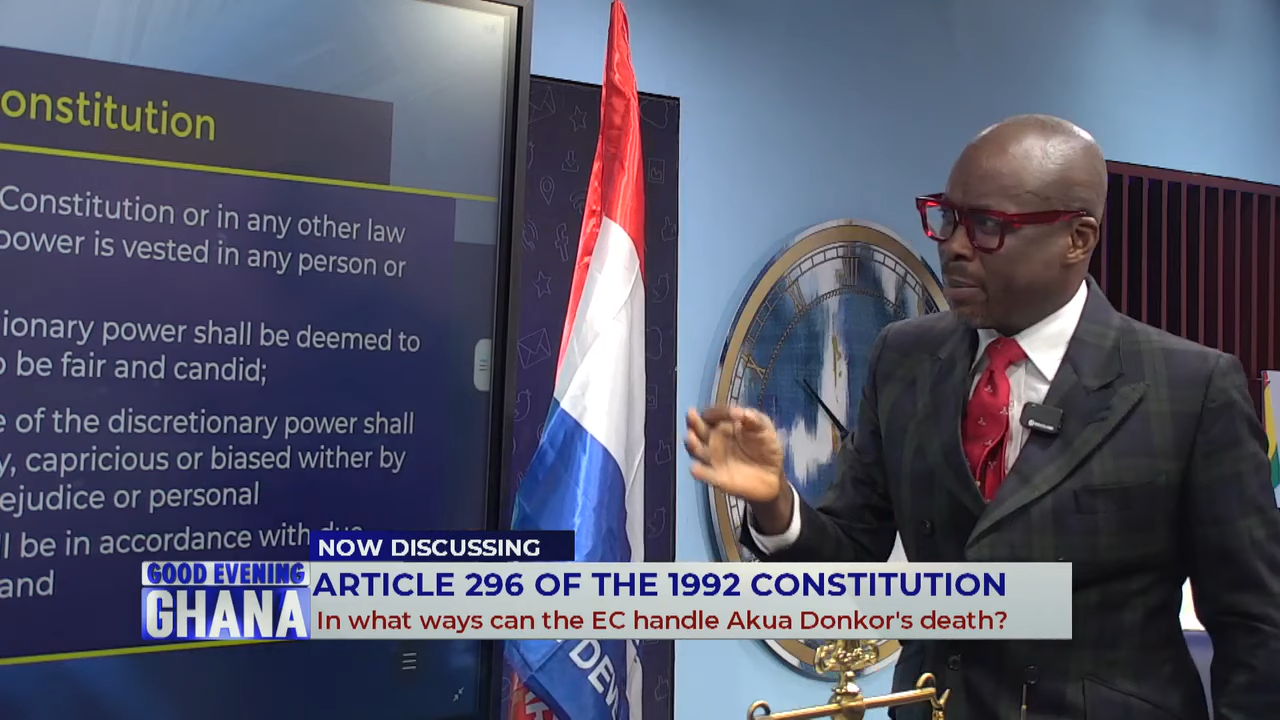 onstitution
Constitution or in any other law
power is vested in any person or
ionary power shall be deemed to
o be fair and candid;
e of the discretionary power shall
y, capricious or biased wither by
ejudice or personal
ll be in accordance with due
and
NOW DISCUSSING
GOOD EVENING
GHANA
ARTICLE 296 OF THE 1992 CONSTITUTION
In what ways can the EC handle Akua Donkor's death?
DEV